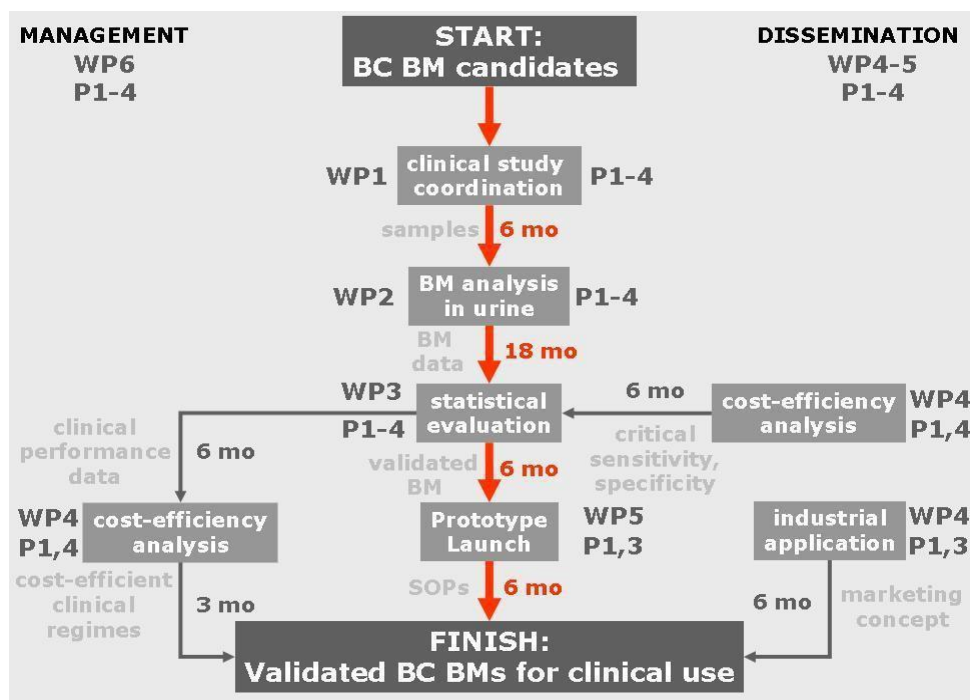 MANAGEMENT
WP6
P1-4
START:
BC BM candidates
DISSEMINATION
WP4-5
P1-4
WP1
clinical study
coordination
P1-4
samples
6 mo
WP2
BM analysis
in urine
P1-4
BM
data
18 mo
WP3
P1-4
statistical
evaluation
6 mo
cost-efficiency
analysis
WP4
P1,4
critical
sensitivity,
specificity
clinical
performance
data
6 mo
validated
BM
6 mo
WP4
P1,4
cost-efficiency
analysis
Prototype
Launch
WP5
P1,3
industrial
application
WP4
P1,3
cost-efficient
clinical
regimes
3 mo
SOPs
6 mo
6 mo
marketing
concept
FINISH:
Validated BC BMs for clinical use